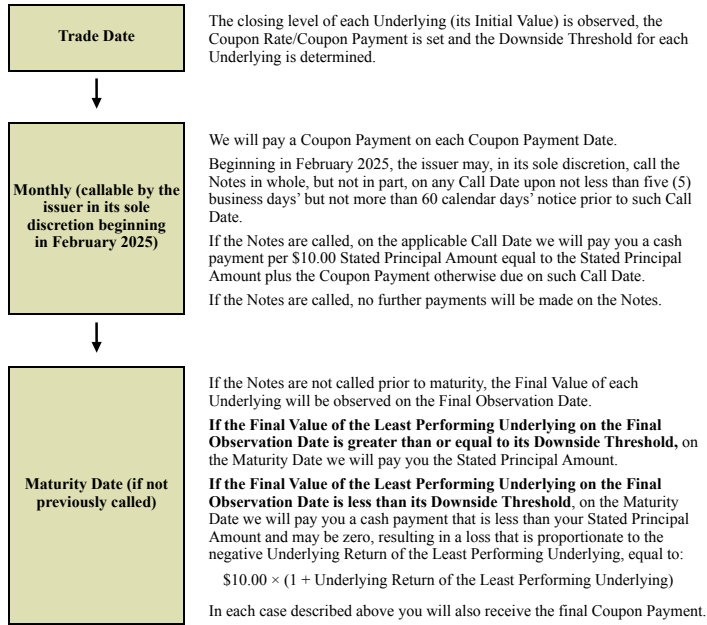 Trade Date
The closing level of each Underlying (its Initial Value) is observed, the
Coupon Rate/Coupon Payment is set and the Downside Threshold for each
Underlying is determined.
Monthly (callable by the
issuer in its sole
discretion beginning
in February 2025)
We will pay a Coupon Payment on each Coupon Payment Date.
Beginning in February 2025, the issuer may, in its sole discretion, call the
Notes in whole, but not in part, on any Call Date upon not less than five (5)
business days’ but not more than 60 calendar days’ notice prior to such Call
Date.
If the Notes are called, on the applicable Call Date we will pay you a cash
payment per $10.00 Stated Principal Amount equal to the Stated Principal
Amount plus the Coupon Payment otherwise due on such Call Date.
If the Notes are called, no further payments will be made on the Notes.
Maturity Date (if not
previously called)
If the Notes are not called prior to maturity, the Final Value of each
Underlying will be observed on the Final Observation Date.
If the Final Value of the Least Performing Underlying on the Final
Observation Date is greater than or equal to its Downside Threshold, on
the Maturity Date we will pay you the Stated Principal Amount.
If the Final Value of the Least Performing Underlying on the Final
Observation Date is less than its Downside Threshold, on the Maturity
Date we will pay you a cash payment that is less than your Stated Principal
Amount and may be zero, resulting in a loss that is proportionate to the
negative Underlying Return of the Least Performing Underlying, equal to:
$10.00 × (1 + Underlying Return of the Least Performing Underlying)
In each case described above you will also receive the final Coupon Payment.